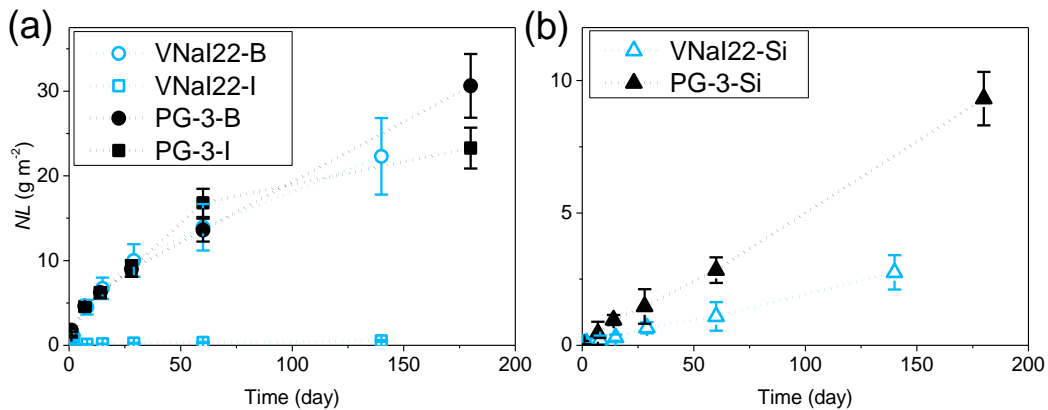 (a)
VNaI22-B
VNaI22-I
PG-3-B
PG-3-I
NL (g m-2)
30
20
10
0
0 50 100 150 200
Time (day)
(b)
VNaI22-Si
PG-3-Si
10
5
0
0 50 100 150 200
Time (day)